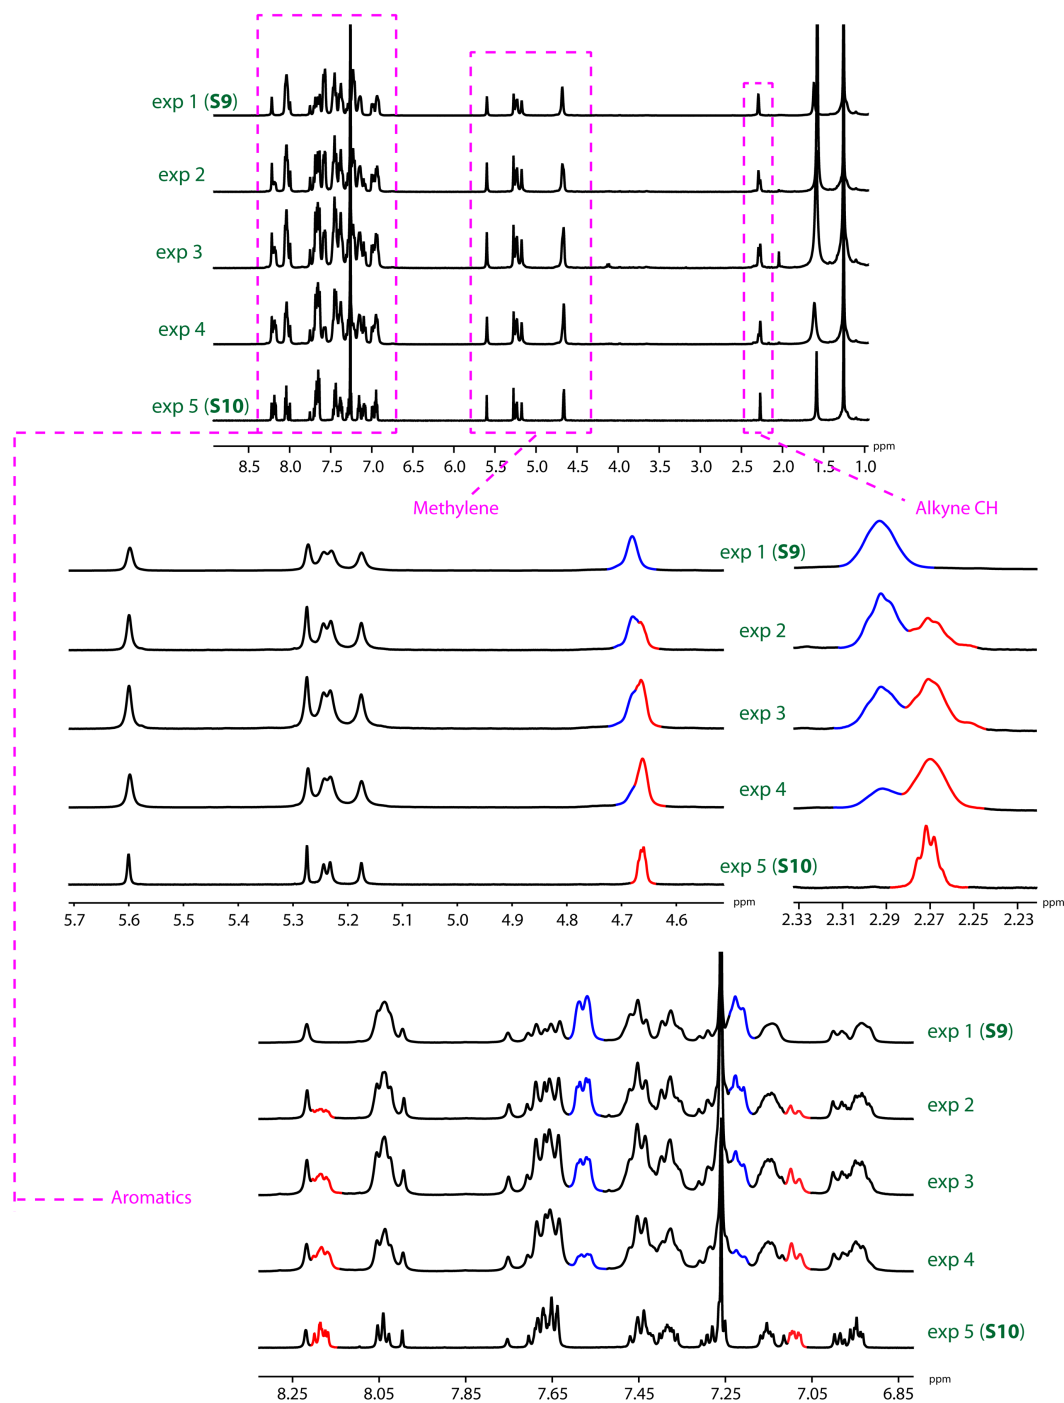 exp 1 (S9)
exp 2
exp 3
exp 4
exp 5 (S10)
ppm
8.5 8.0 7.5 7.0 6.5 6.0 5.5 5.0 4.5 4.0 3.5 3.0 2.5 2.0 1.5 1.0
Methylene
Alkyne CH
exp 1 (S9)
exp 2
exp 3
exp 4
exp 5 (S10)
ppm
5.7 5.6 5.5 5.4 5.3 5.2 5.1 5.0 4.9 4.8 4.7 4.6
ppm
2.33 2.31 2.29 2.27 2.25 2.23
exp 1 (S9)
exp 2
exp 3
Aromatics
exp 4
exp 5 (S10)
ppm
8.25 8.05 7.85 7.65 7.45 7.25 7.05 6.85